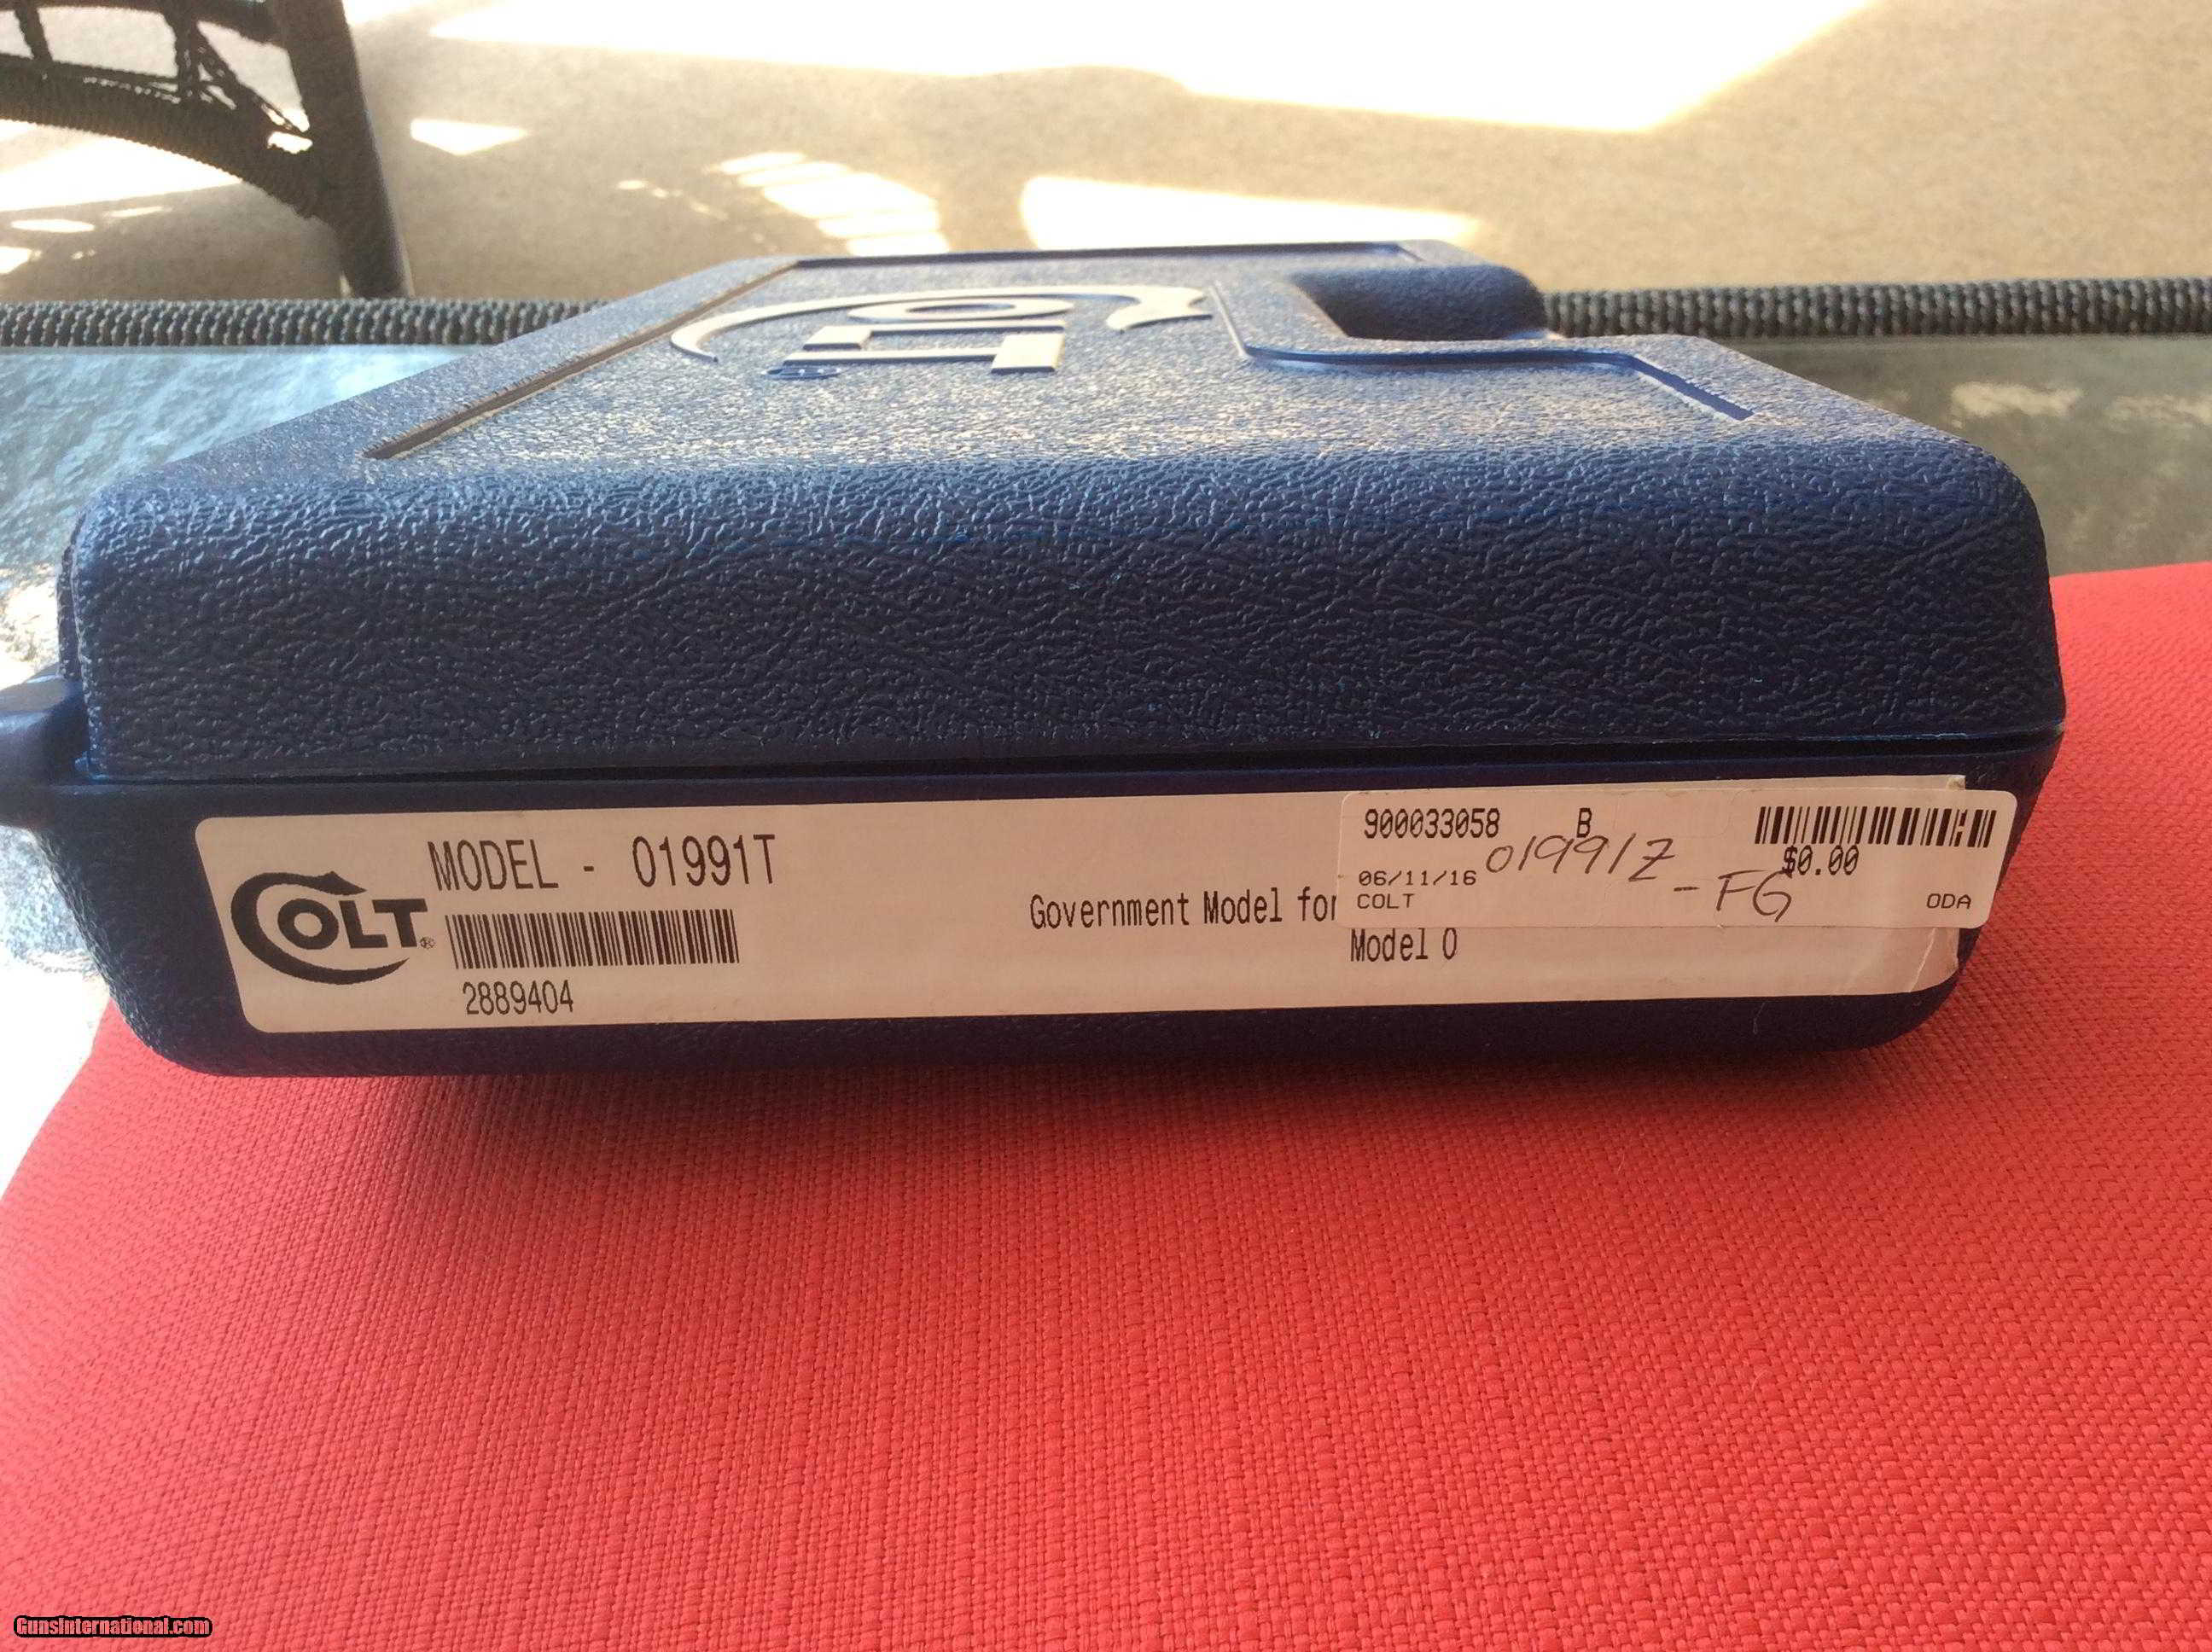 COLT
COLT®
MODEL - 01991T
2889404
Government Model for
Model O
900033058 B
01991Z
$0.00
06/11/16
COLT
-FG
ODA
GunsInternational.com